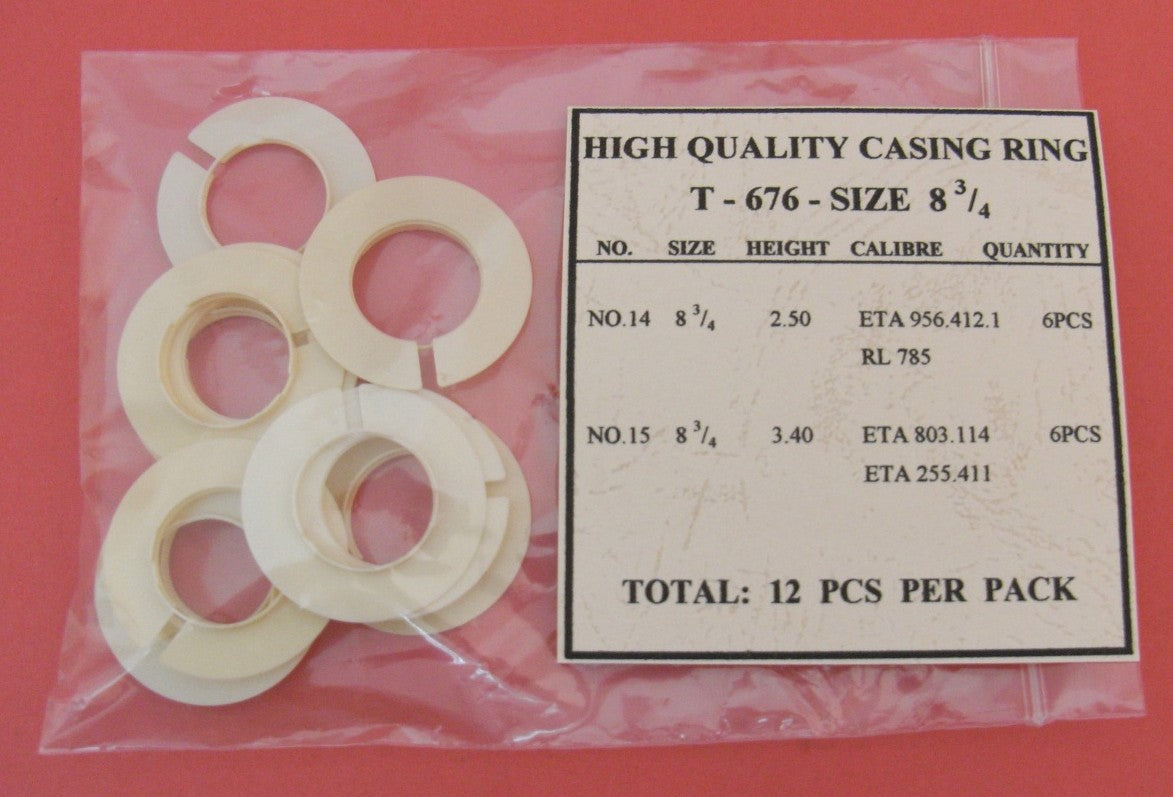 HIGH QUALITY CASING RING
T - 676 - SIZE 8 3/4
NO. SIZE HEIGHT CALIBRE QUANTITY
NO.14 8 3/4 2.50 ETA 956.412.1 6PCS
RL 785
NO.15 8 3/4 3.40 ETA 803.114 6PCS
ETA 255.411
TOTAL: 12 PCS PER PACK